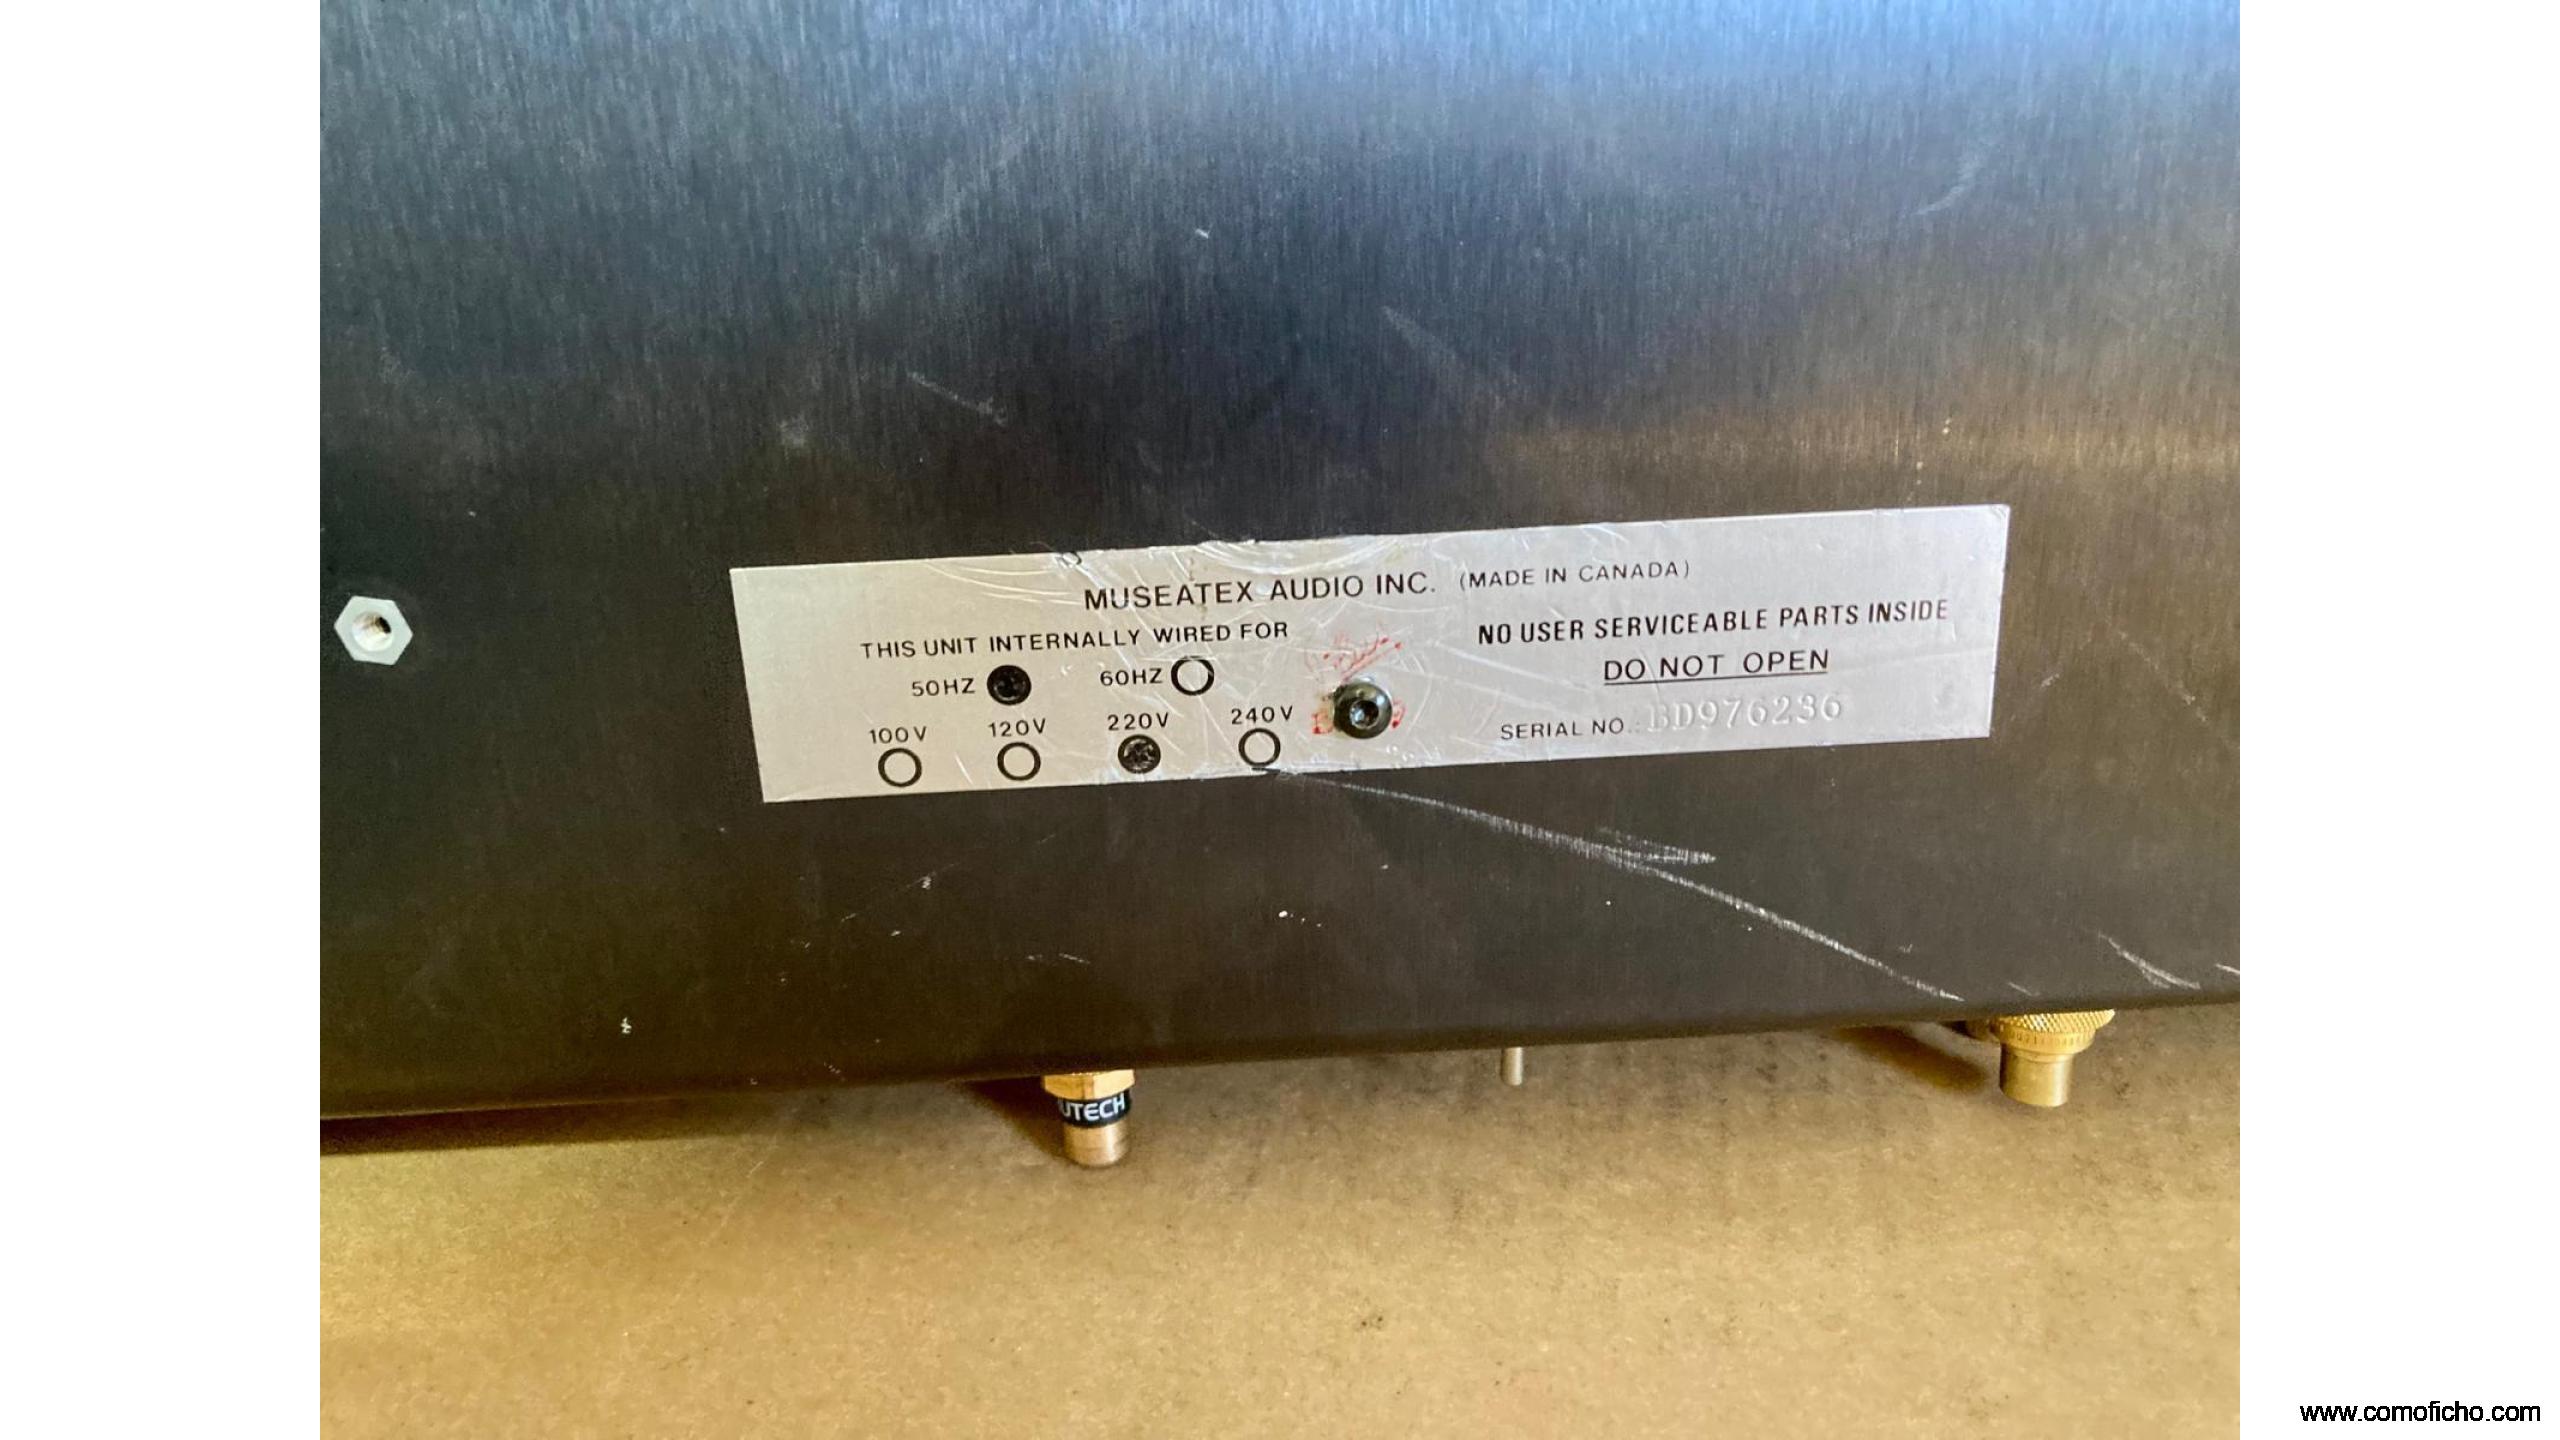 MUSEATEX AUDIO INC. (MADE IN CANADA)
THIS UNIT INTERNALLY WIRED FOR
50HZ 60HZ
100V 120V 220V 240V
NO USER SERVICEABLE PARTS INSIDE
DO NOT OPEN
SERIAL NO.: BD976236
UTECH
www.comoficho.com